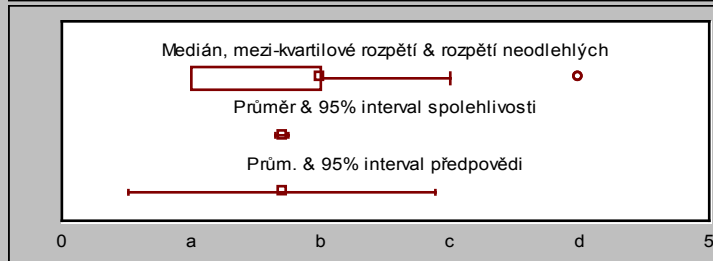 Medián, mezi-kvartilové rozpětí & rozpětí neodlehlých
Průměr & 95% interval spolehlivosti
Prům. & 95% interval předpovědi
0 a b c d 5